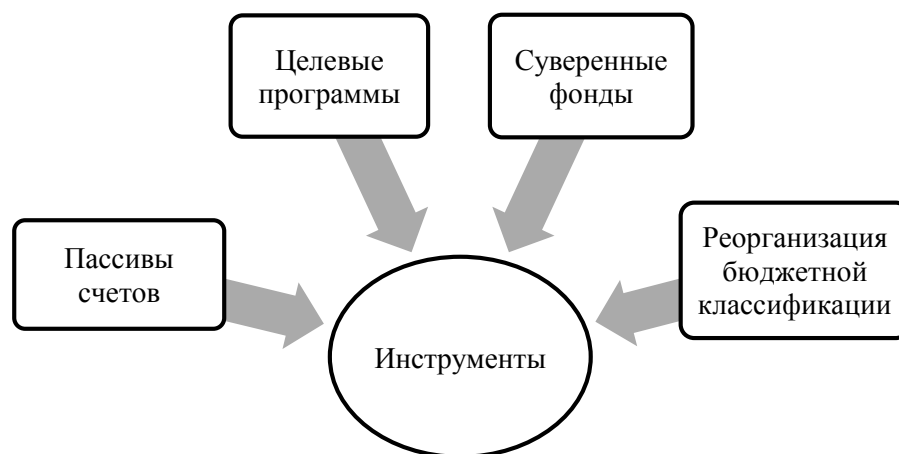 Целевые
программы
Суверенные
фонды
Пассивы
счетов
Реорганизация
бюджетной
классификации
Инструменты